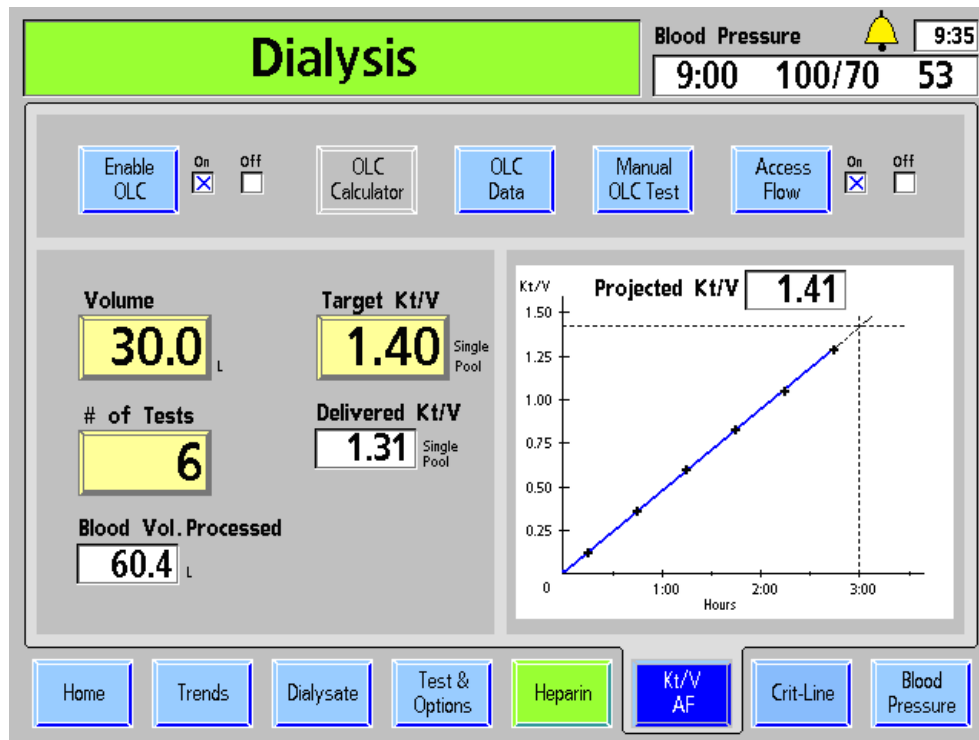 Dialysis
Blood Pressure
9:35
9:00 100/70 53
Enable OLC
On Off
OLC Calculator
OLC Data
Manual OLC Test
Access Flow
On Off
Volume
30.0 L
Target Kt/V
1.40 Single Pool
# of Tests
6
Delivered Kt/V
1.31 Single Pool
Blood Vol.Processed
60.4 L
Kt/V
Projected Kt/V 1.41
1.50
1.25
1.00
0.75
0.50
0.25
0 1:00 2:00 3:00
Hours
Home
Trends
Dialysate
Test & Options
Heparin
Kt/V AF
Crit-Line
Blood Pressure